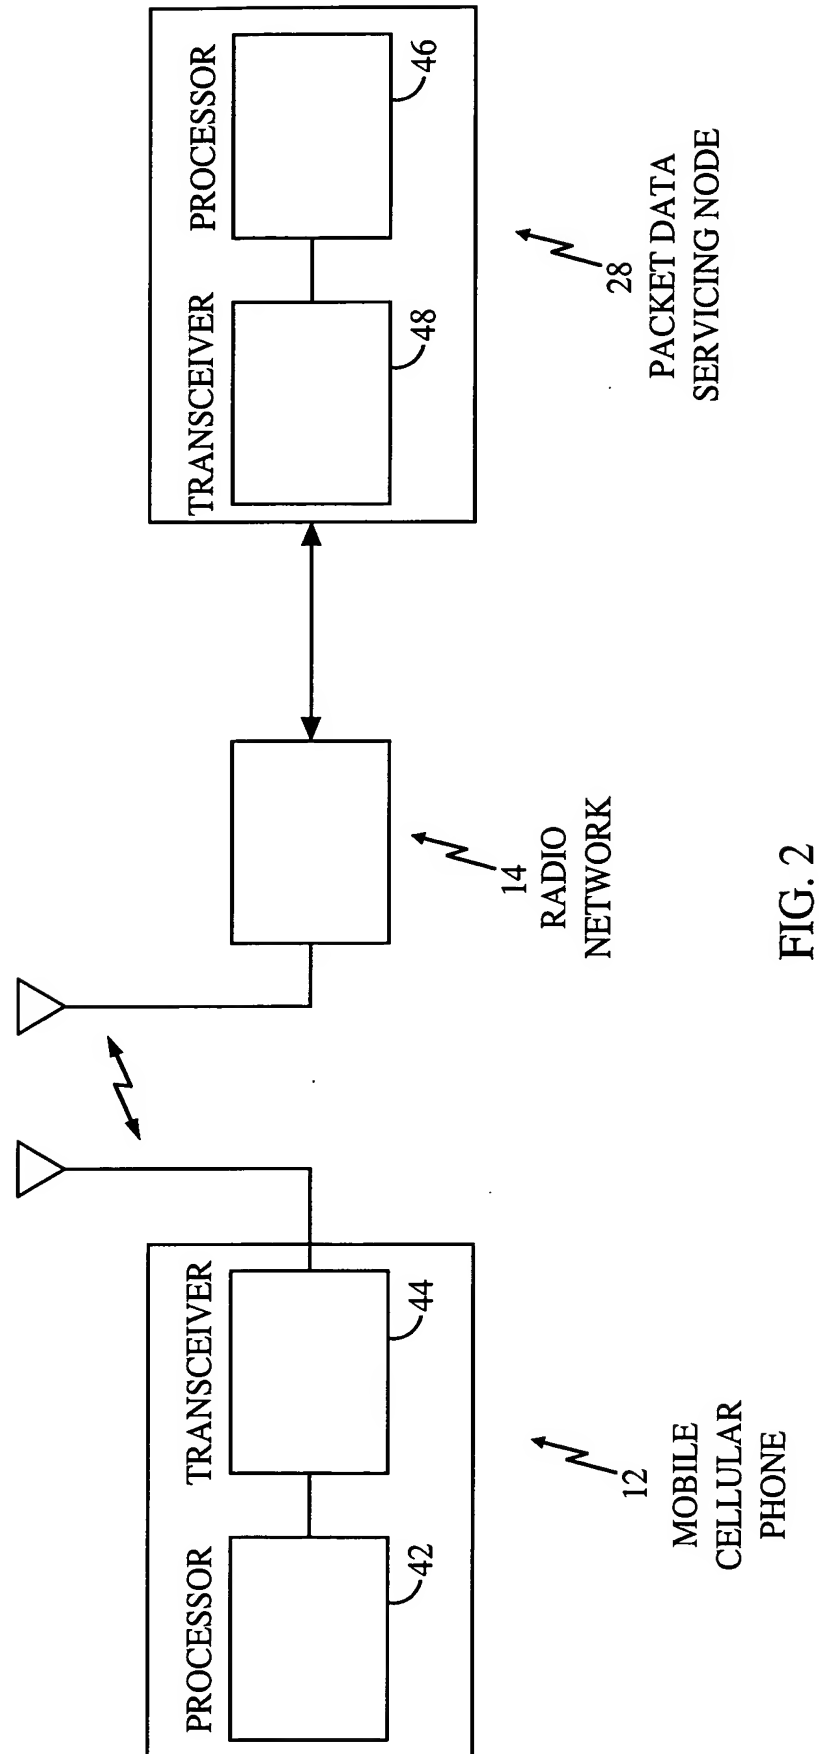 PROCESSOR
TRANSCEIVER
42
44
12
MOBILE
CELLULAR
PHONE
14
RADIO
NETWORK
TRANSCEIVER
PROCESSOR
48
46
28
PACKET DATA
SERVICING NODE
FIG. 2